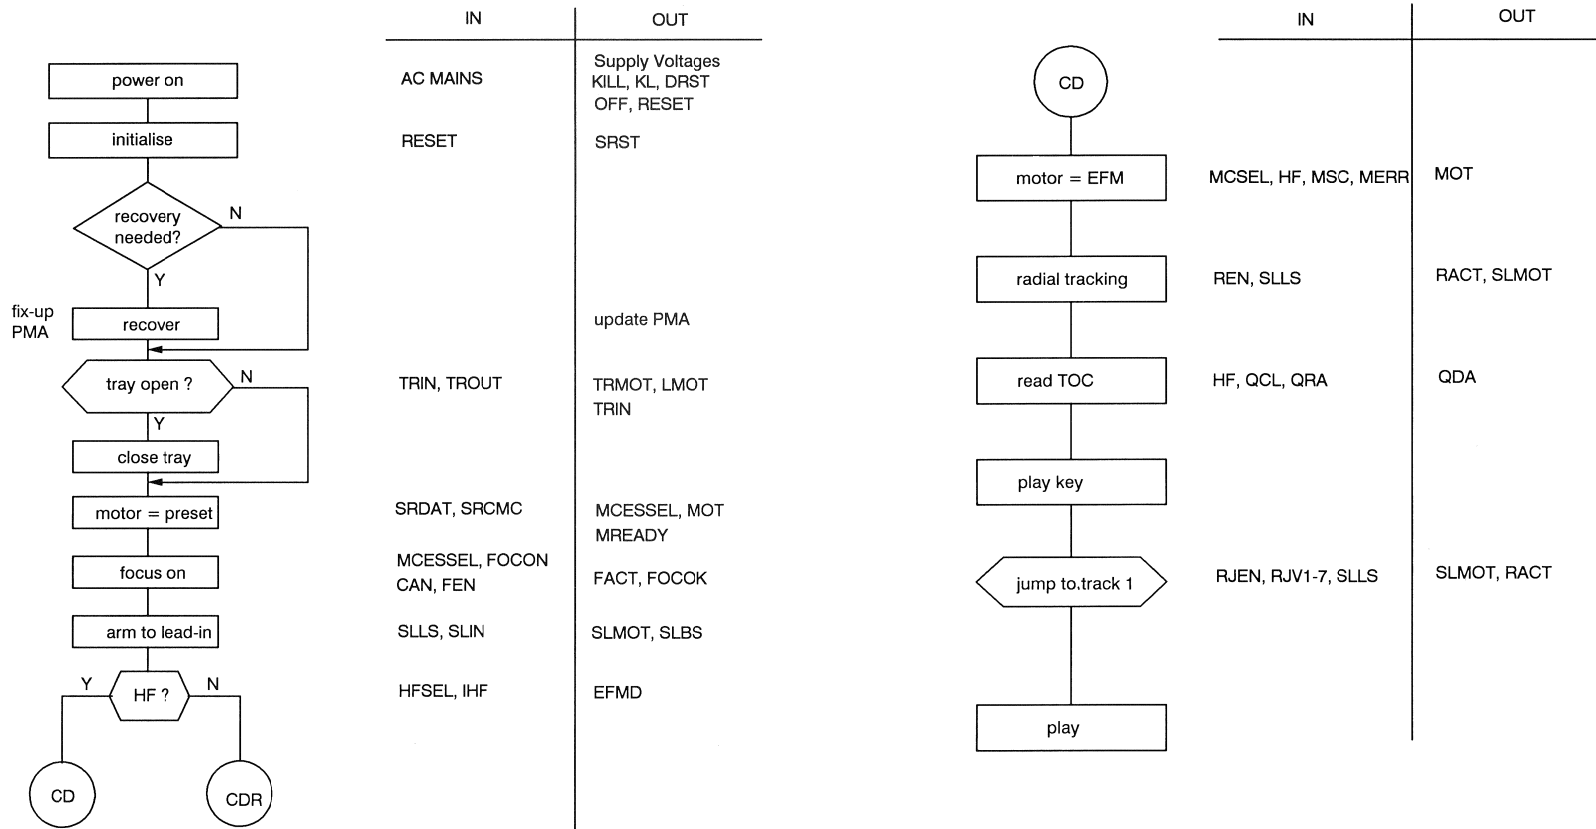 IN OUT
power on
AC MAINS
Supply Voltages
KILL, KL, DRST
OFF, RESET
initialise
RESET
SRST
recovery
needed?
N
Y
fix-up
PMA
recover
update PMA
tray open ?
N
Y
TRIN, TROUT
TRMOT, LMOT
TRIN
close tray
motor = preset
SRDAT, SRCMC
MCESSEL, MOT
MREADY
focus on
MCESSEL, FOCON
CAN, FEN
FACT, FOCOK
arm to lead-in
SLLS, SLIN
SLMOT, SLBS
Y
HF ?
N
HFSEL, IHF
EFMD
CD
CDR
IN OUT
CD
motor = EFM
MCSEL, HF, MSC, MERR
MOT
radial tracking
REN, SLLS
RACT, SLMOT
read TOC
HF, QCL, QRA
QDA
play key
jump to.track 1
RJEN, RJV1-7, SLLS
SLMOT, RACT
play